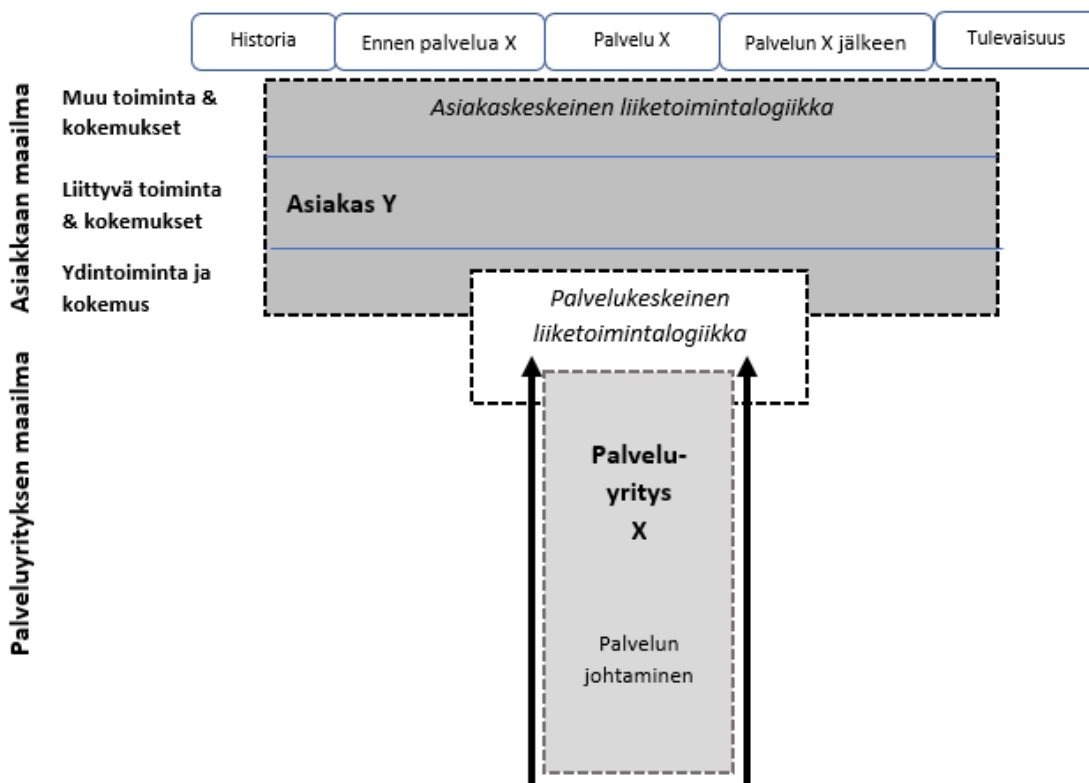 Historia
Ennen palvelua X
Palvelu X
Palvelun X jälkeen
Tulevaisuus
Asiakkaan maailma
Muu toiminta &
kokemukset
Asiakaskeskeinen liiketoimintalogiikka
Liittyvä toiminta
& kokemukset
Asiakas Y
Ydintoiminta ja
kokemus
Palvelukeskeinen
liiketoimintalogiikka
Palveluyrityksen maailma
Palvelu-
yritys
X
Palvelun
johtaminen